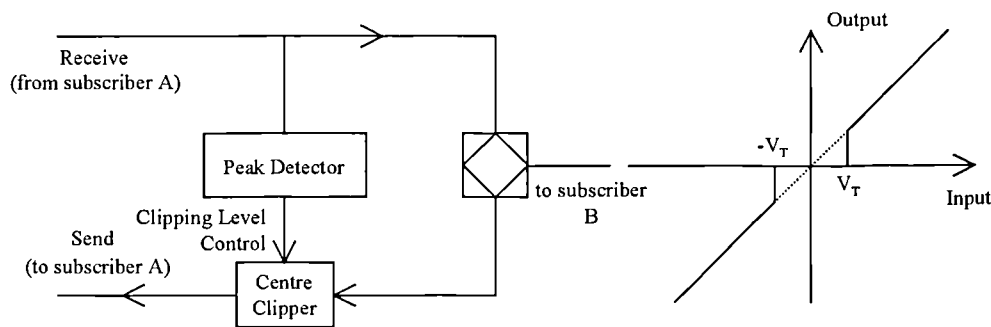 Receive
(from subscriber A)
Peak Detector
Clipping Level
Control
Send
(to subscriber A)
Centre
Clipper
to subscriber
B
Output
-V_T
V_T
Input